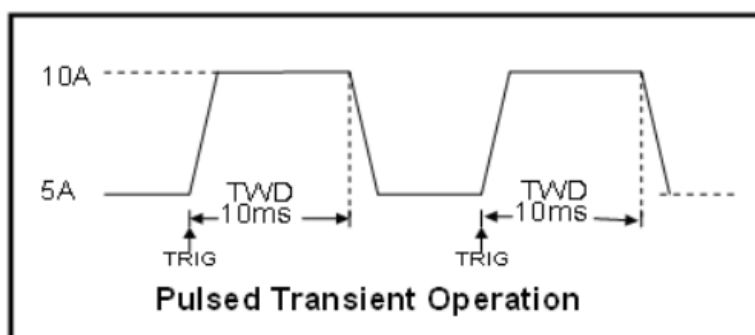 10A
5A
TWD
10ms
TRIG
TWD
10ms
TRIG
Pulsed Transient Operation